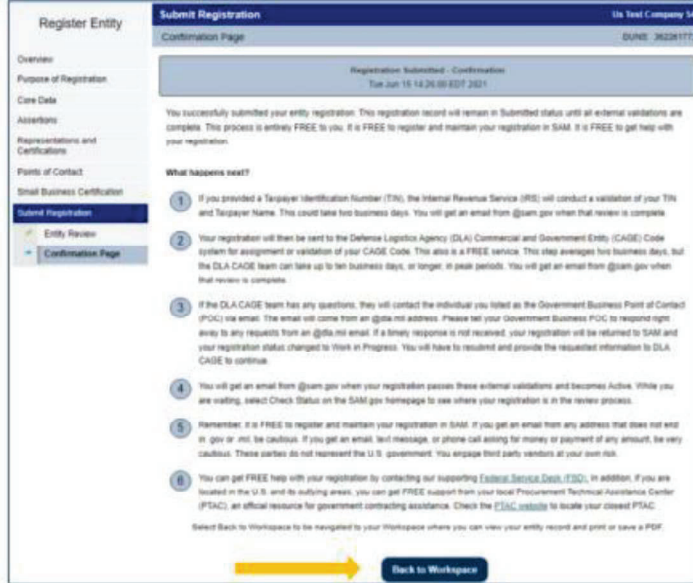 Register Entity
Overview
Purpose of Registration
Core Data
Assertions
Representations and
Certifications
Points of Contact
Small Business Certification
Submit Registration
Entity Review
Confirmation Page
Submit Registration
Us Test Company
Confirmation Page
DUNS
Registration Submitted - Confirmation
Tue Jun 15 14:26:00 EDT 2021
You successfully submitted your entity registration. This registration record will remain in Submitted status until all external validations are
complete. This process is entirely FREE to you. It is FREE to register and maintain your registration in SAM. It is FREE to get help with
your registration.
What happens next?
1
If you provided a Taxpayer Identification Number (TIN), the Internal Revenue Service (IRS) will conduct a validation of your TIN
and Taxpayer Name. This could take two business days. You will get an email from @sam.gov when that review is complete.
2
Your registration will then be sent to the Defense Logistics Agency (DLA) Commercial and Government Entity (CAGE) Code
system for assignment or validation of your CAGE Code. This also is a FREE service. This step averages two business days, but
the DLA CAGE team can take up to ten business days, or longer, in peak periods. You will get an email from @sam.gov when
that review is complete.
3
If the DLA CAGE team has any questions, they will contact the individual you listed as the Government Business Point of Contact
(POC) via email. The email will come from an @dla.mil address. Please tell your Government Business POC to respond right
away to any requests from an @dla.mil email. If a timely response is not received, your registration will be returned to SAM and
your registration status changed to Work in Progress. You will have to resubmit and provide the requested information to DLA
CAGE to continue.
4
You will get an email from @sam.gov when your registration passes these external validations and becomes Active. While you
are waiting, select Check Status on the SAM.gov homepage to see where your registration is in the review process.
5
Remember, it is FREE to register and maintain your registration in SAM. If you get an email from any address that does not end
in .gov or .mil, be cautious. If you get an email, text message, or phone call asking for money or payment of any amount, be very
cautious. These parties do not represent the U.S. government. You engage third party vendors at your own risk.
6
You can get FREE help with your registration by contacting our supporting Federal Service Desk (FSD). In addition, if you are
located in the U.S. and its outlying areas, you can get FREE support from your local Procurement Technical Assistance Center
(PTAC), an official resource for government contracting assistance. Check the PTAC website to locate your closest PTAC.
Select Back to Workspace to be navigated to your Workspace where you can view your entity record and print or save a PDF.
Back to Workspace